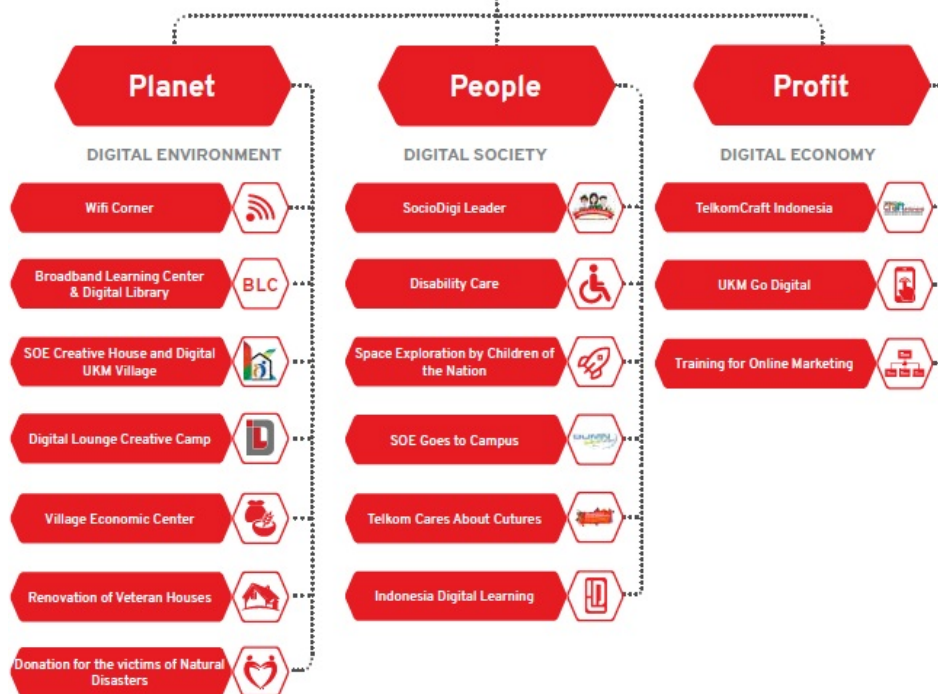 Planet
DIGITAL ENVIRONMENT
Wifi Corner
Broadband Learning Center
& Digital Library
BLC
SOE Creative House and Digital
UKM Village
Digital Lounge Creative Camp
Village Economic Center
Renovation of Veteran Houses
Donation for the victims of Natural
Disasters
People
DIGITAL SOCIETY
SocioDigi Leader
Disability Care
Space Exploration by Children of
the Nation
SOE Goes to Campus
Telkom Cares About Cutures
Indonesia Digital Learning
Profit
DIGITAL ECONOMY
TelkomCraft Indonesia
UKM Go Digital
Training for Online Marketing